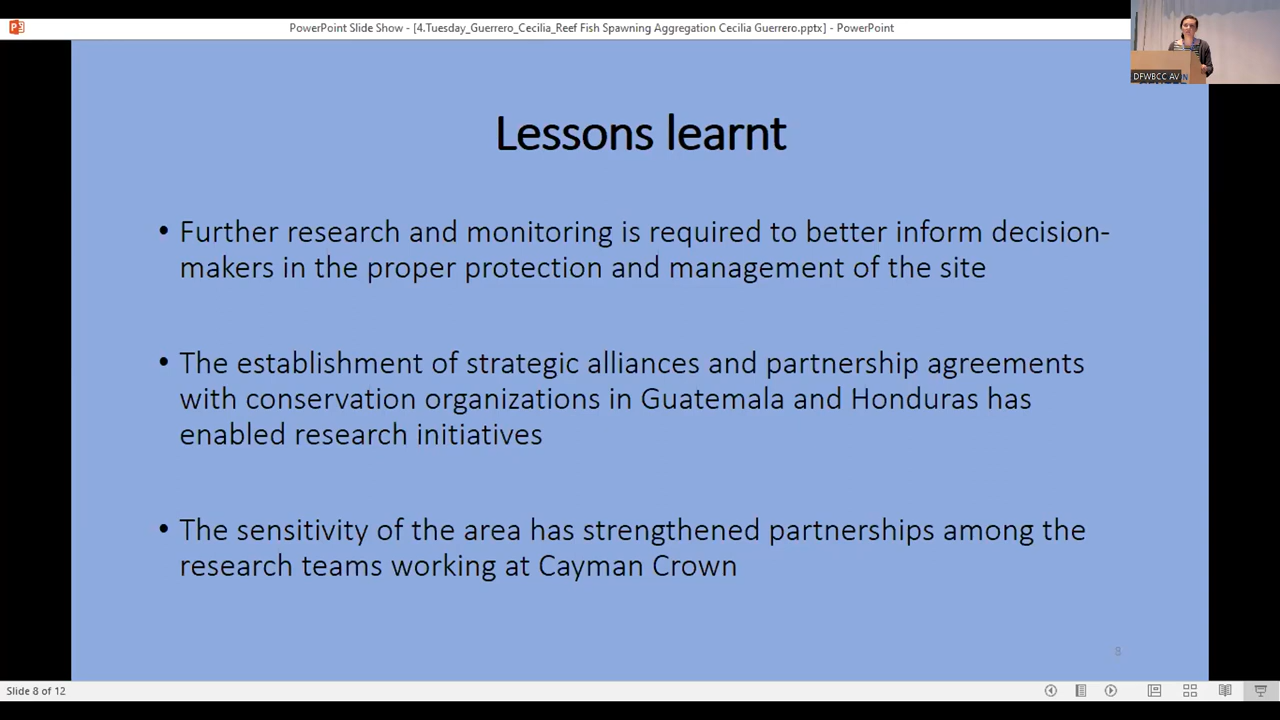 PowerPoint Slide Show - [4.Tuesday_Guerrero_Cecilia_Reef Fish Spawning Aggregation Cecilia Guerrero.pptx] - PowerPoint
DFWBCC AV
Lessons learnt
• Further research and monitoring is required to better inform decision-
makers in the proper protection and management of the site
• The establishment of strategic alliances and partnership agreements
with conservation organizations in Guatemala and Honduras has
enabled research initiatives
• The sensitivity of the area has strengthened partnerships among the
research teams working at Cayman Crown
8
Slide 8 of 12